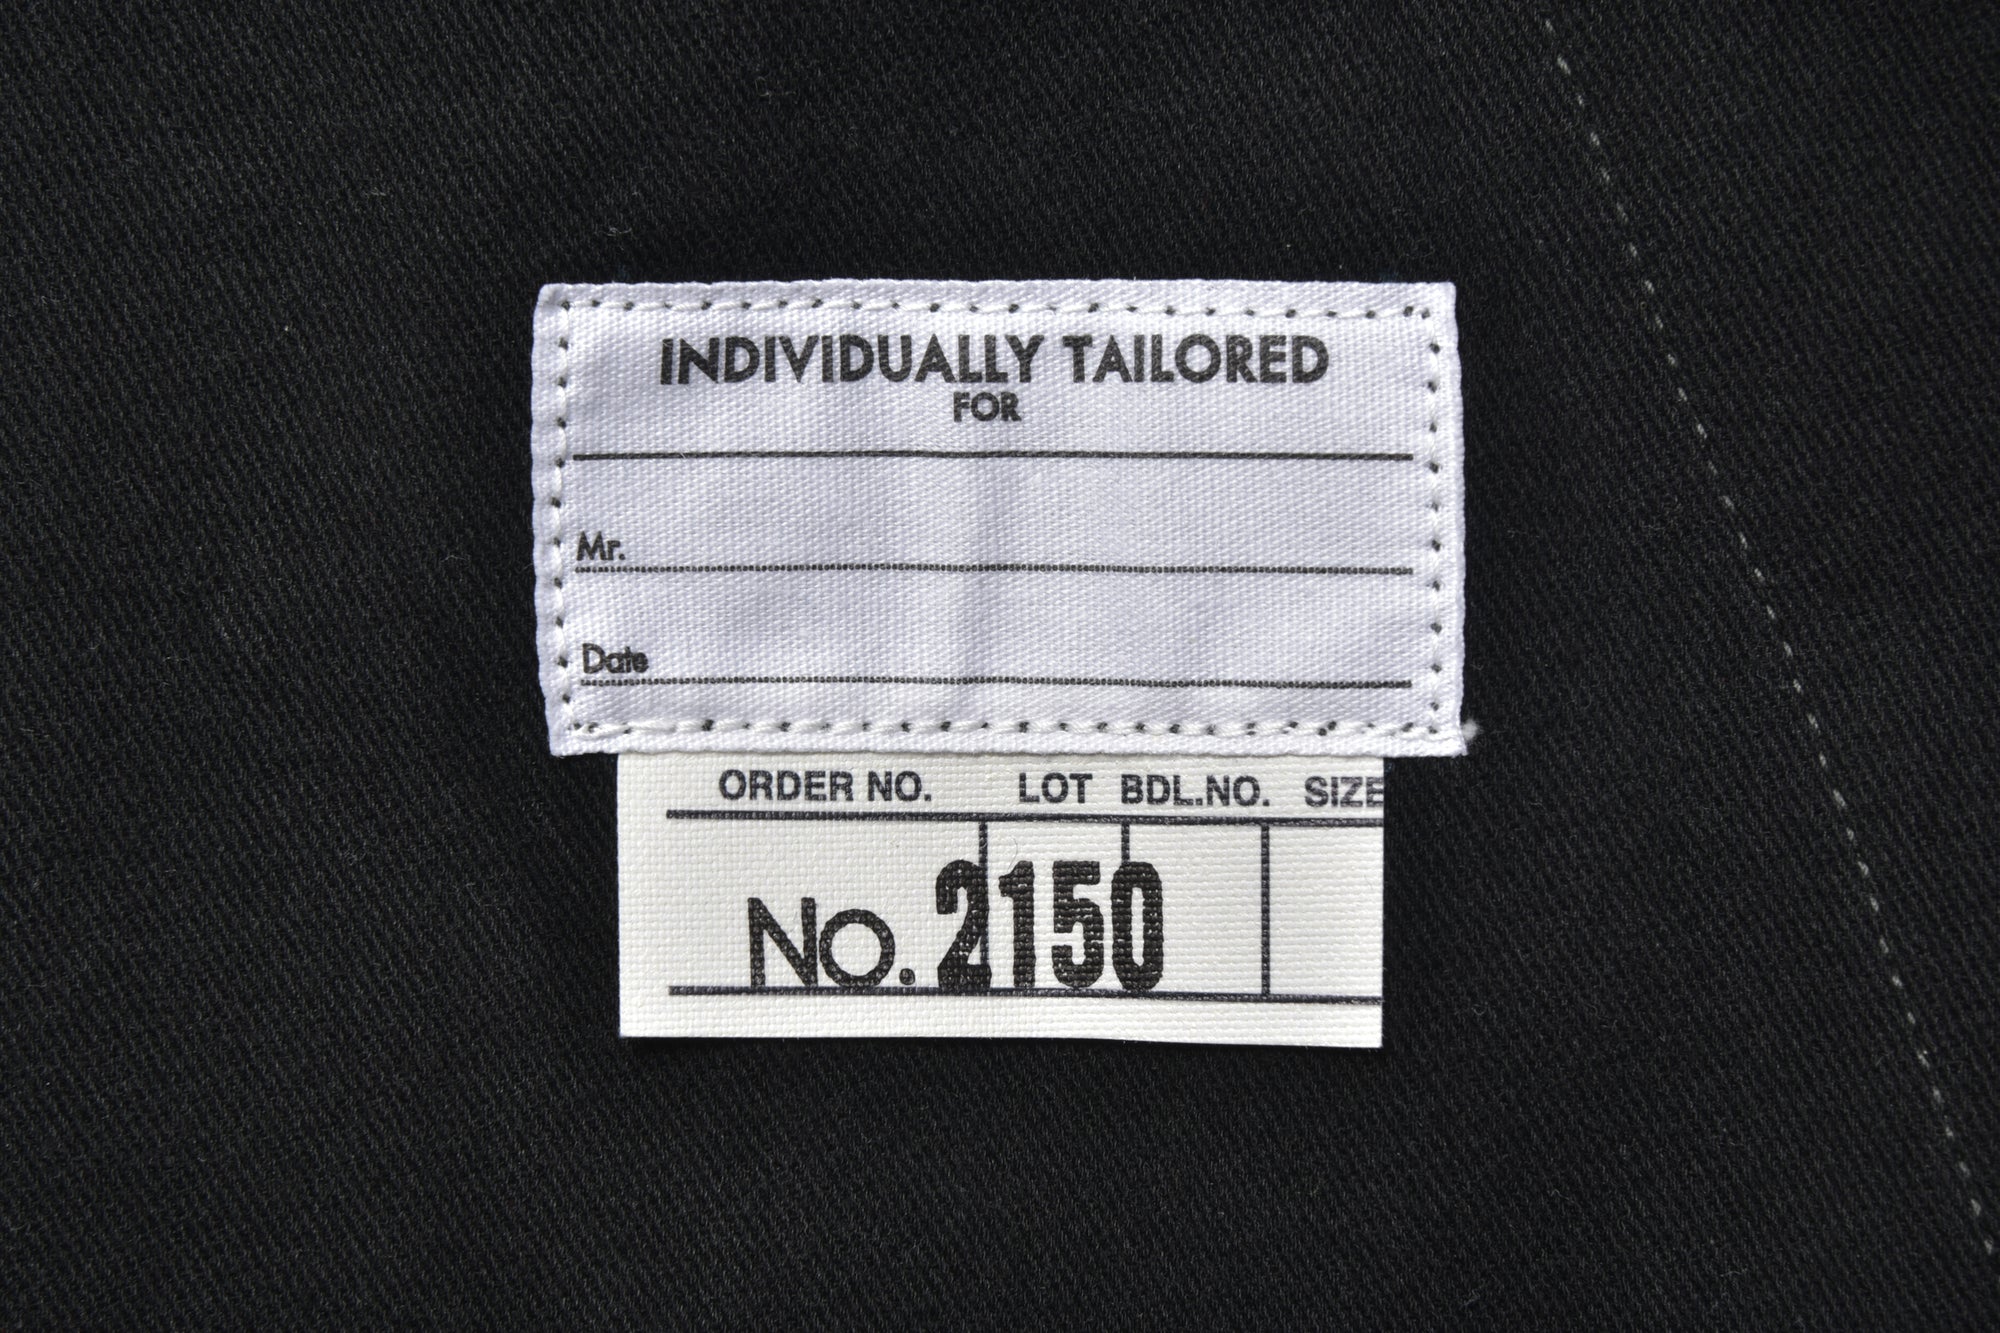 INDIVIDUALLY TAILORED
FOR
Mr.
Date
ORDER NO. LOT BDL.NO. SIZE
No. 2150